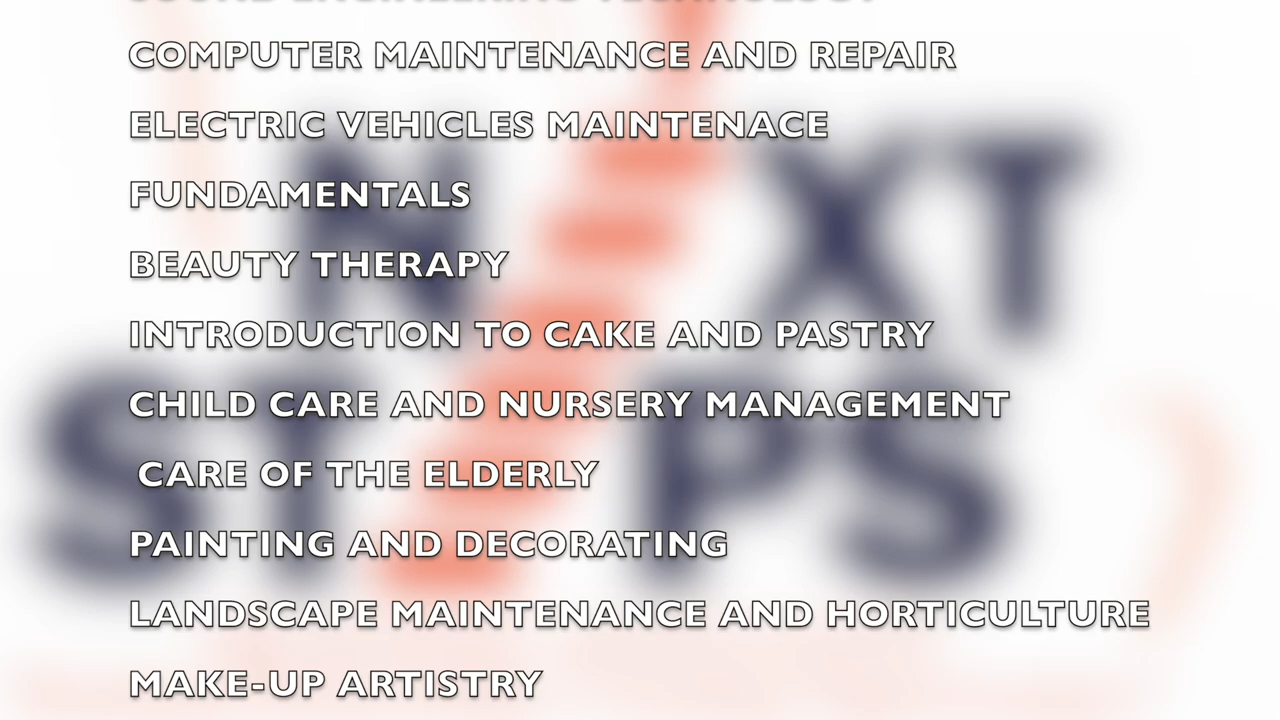 COMPUTER MAINTENANCE AND REPAIR
ELECTRIC VEHICLES MAINTENACE
FUNDAMENTALS
BEAUTY THERAPY
INTRODUCTION TO CAKE AND PASTRY
CHILD CARE AND NURSERY MANAGEMENT
CARE OF THE ELDERLY
PAINTING AND DECORATING
LANDSCAPE MAINTENANCE AND HORTICULTURE
MAKE-UP ARTISTRY